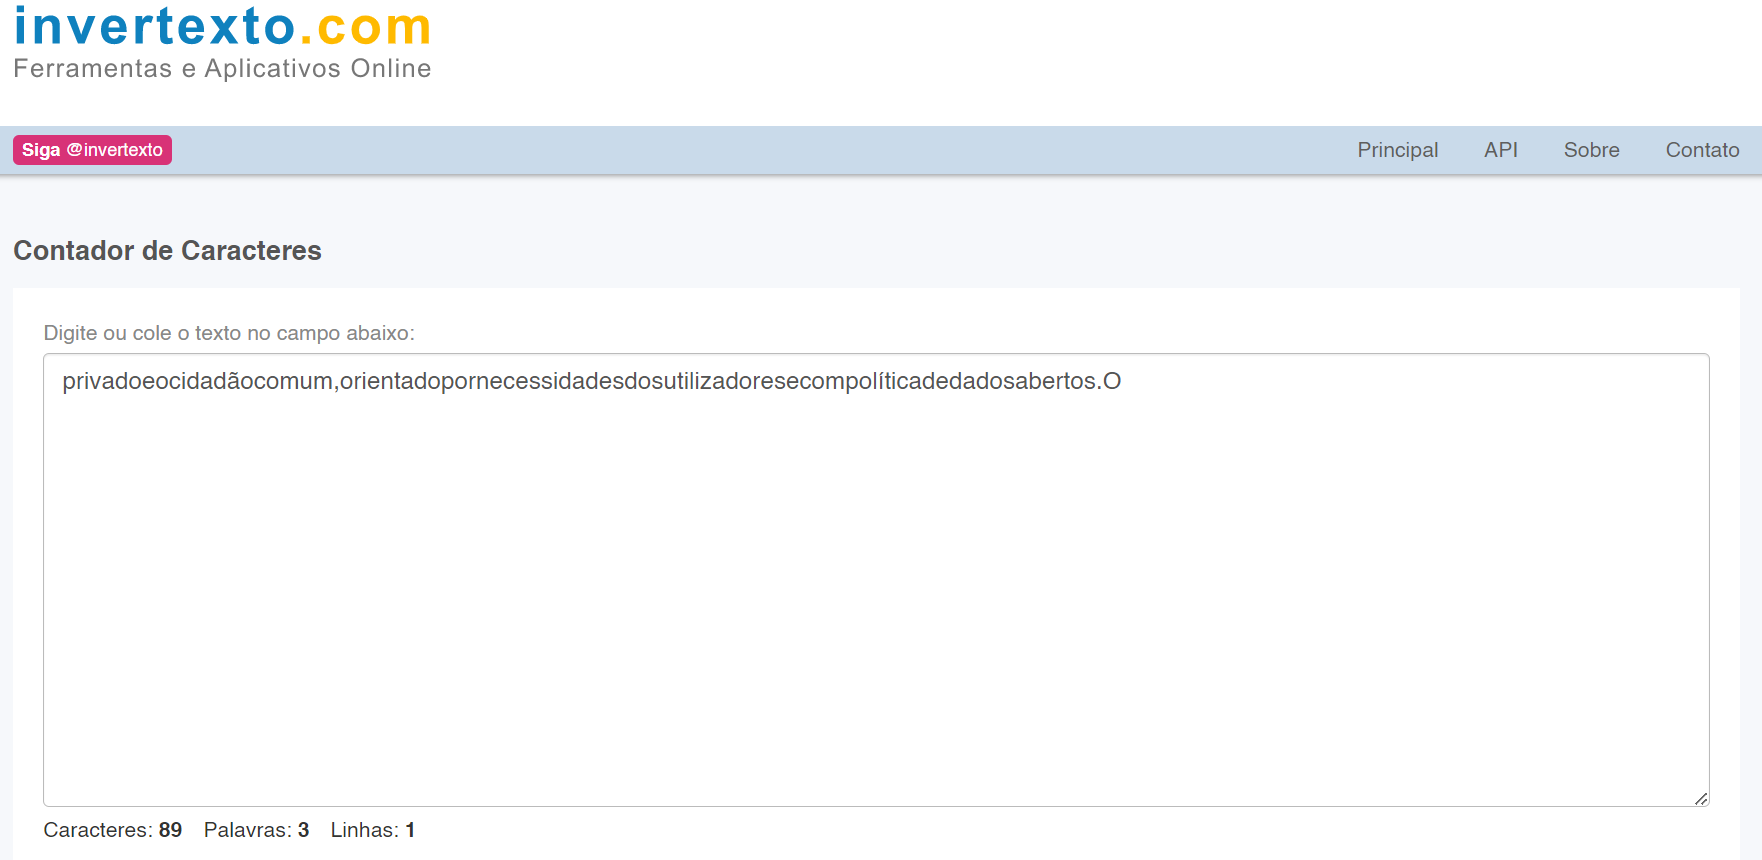 invertexto.com
Ferramentas e Aplicativos Online
Siga @invertexto
Principal API Sobre Contato
Contador de Caracteres
Digite ou cole o texto no campo abaixo:
privadoeocidadãocomum,orientadopornecessidadesdosutilizadoresecompolíticadedadosabertos.O
Caracteres: 89 Palavras: 3 Linhas: 1